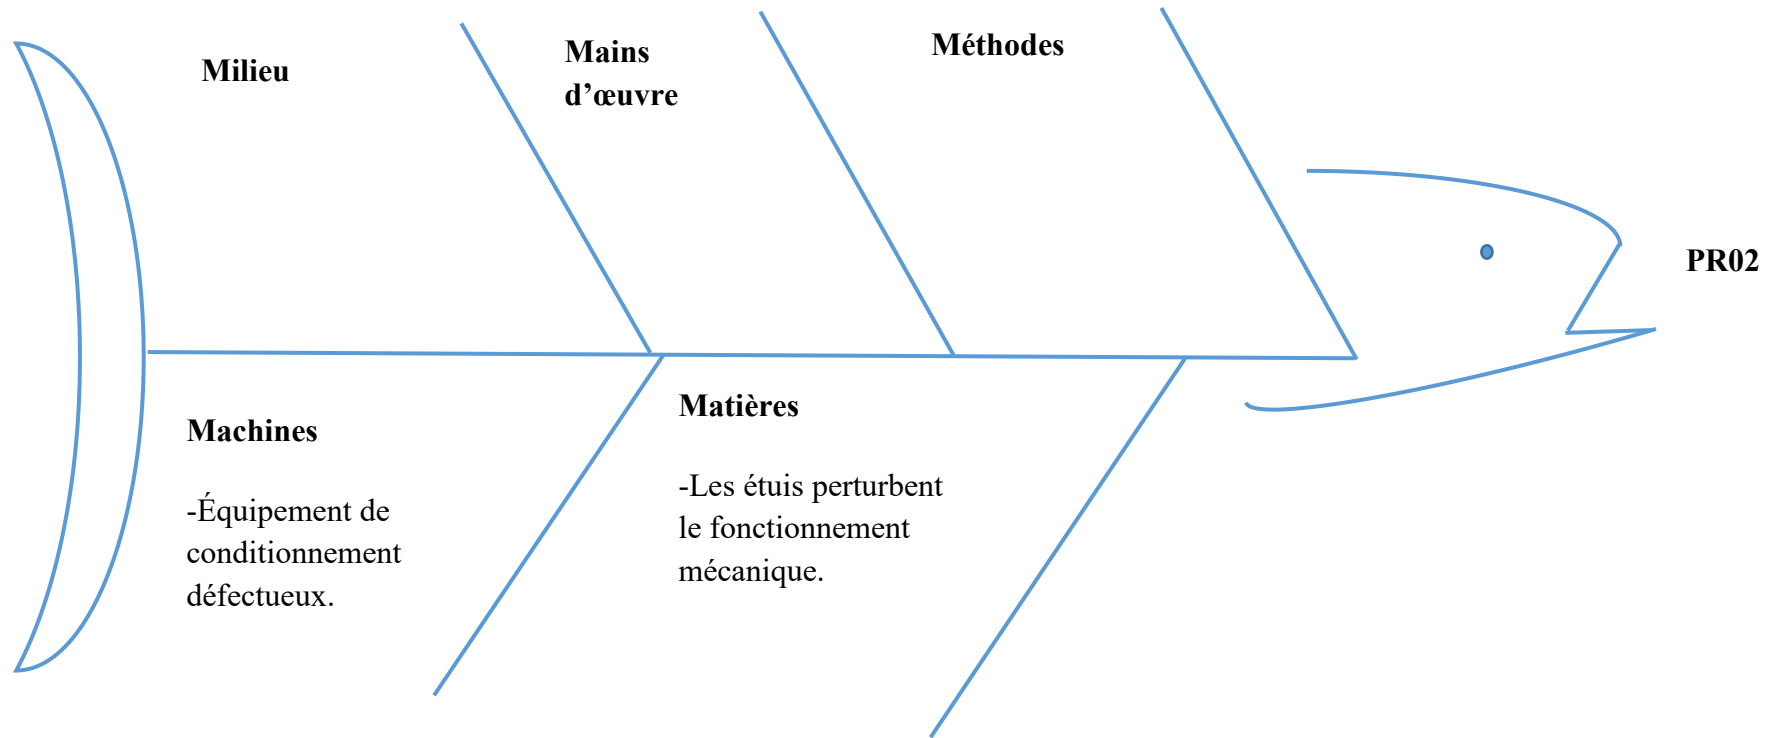 Milieu
Mains
d’œuvre
Méthodes
PR02
Machines
-Équipement de
conditionnement
défectueux.
Matières
-Les étuis perturbent
le fonctionnement
mécanique.